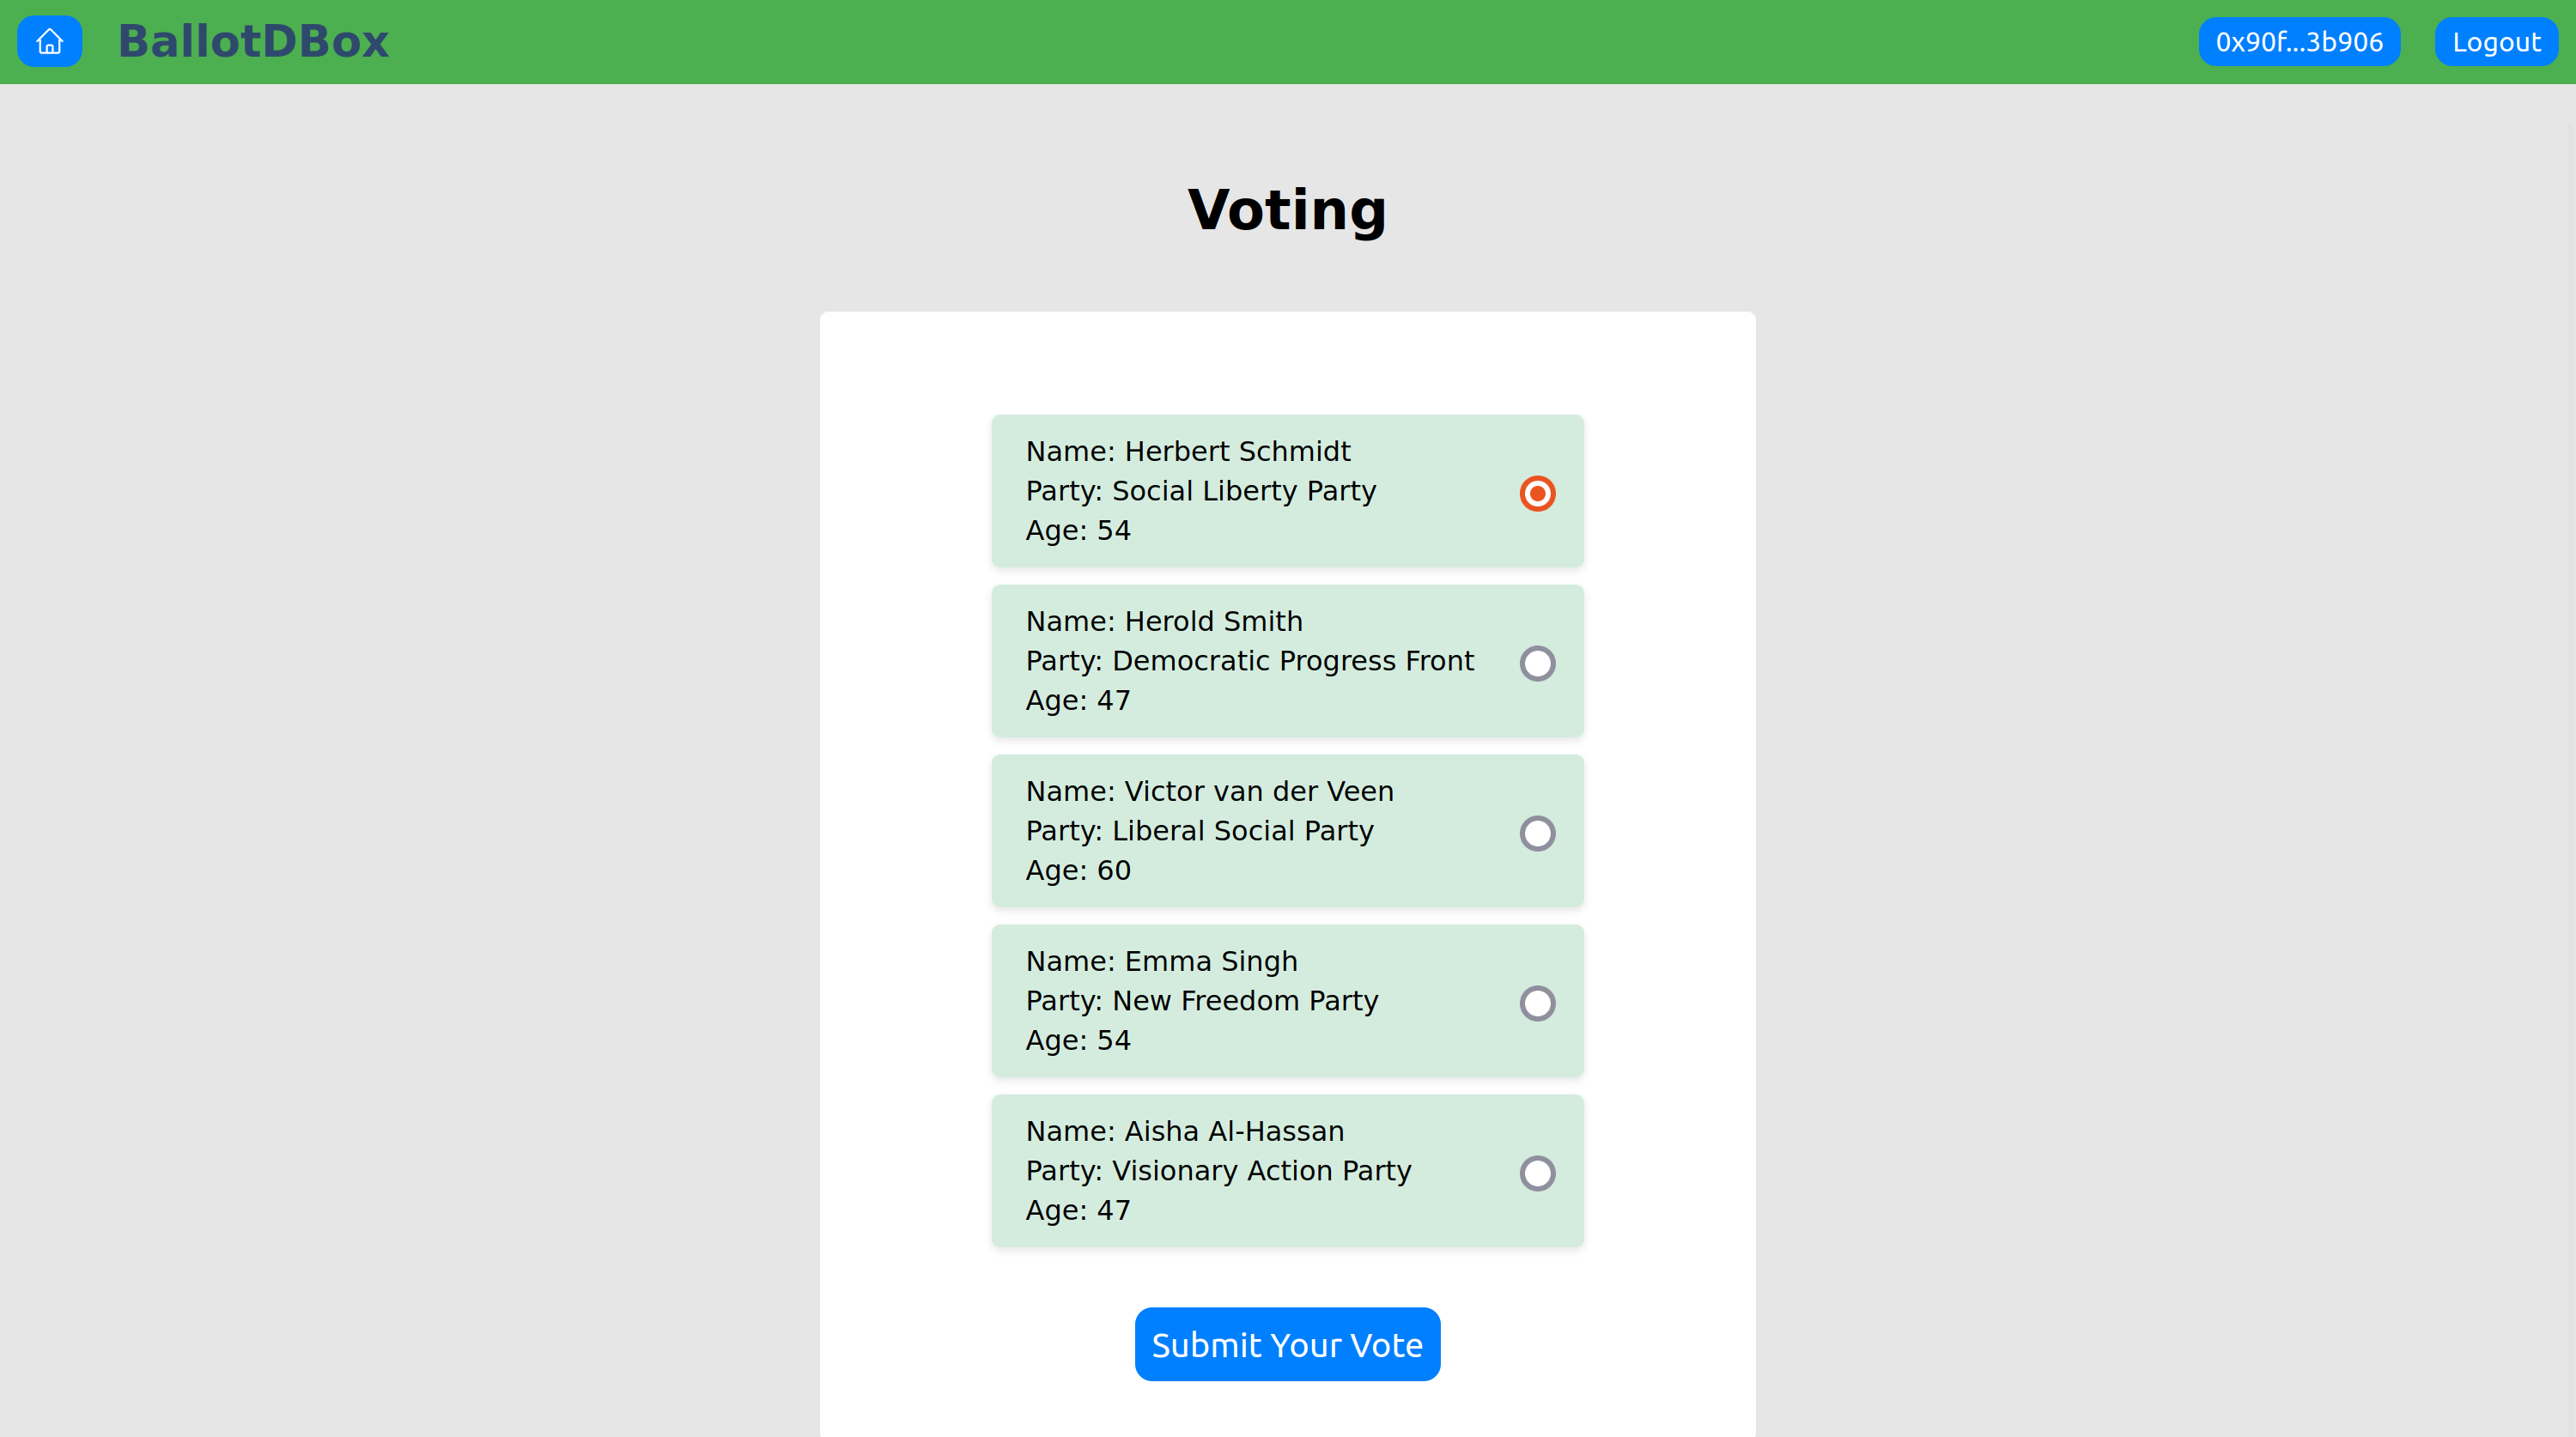 BallotDBox
0x90f...3b906
Logout
Voting
Name: Herbert Schmidt
Party: Social Liberty Party
Age: 54
Name: Herold Smith
Party: Democratic Progress Front
Age: 47
Name: Victor van der Veen
Party: Liberal Social Party
Age: 60
Name: Emma Singh
Party: New Freedom Party
Age: 54
Name: Aisha Al-Hassan
Party: Visionary Action Party
Age: 47
Submit Your Vote